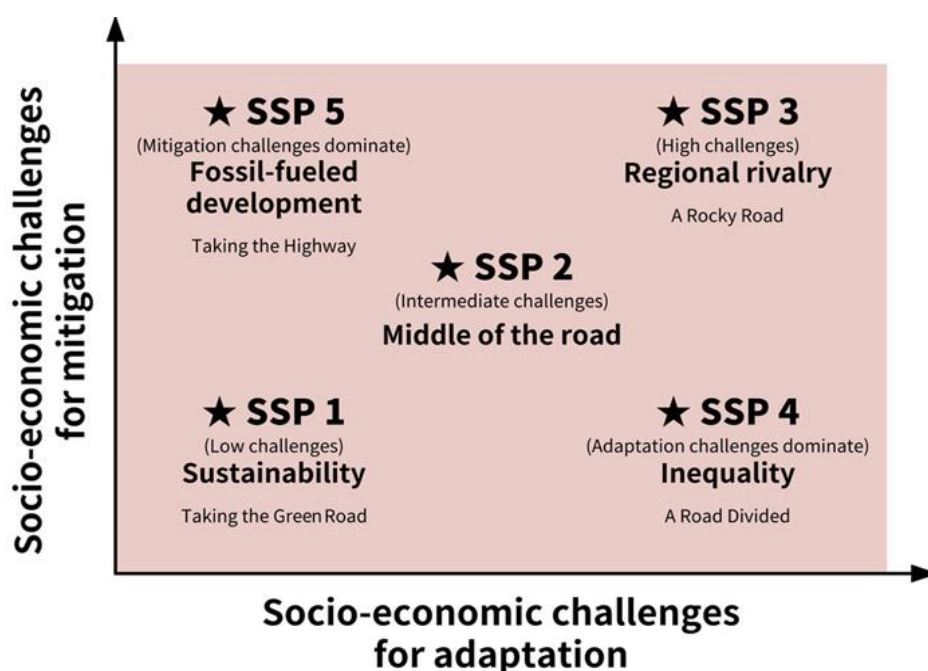 Socio-economic challenges
for mitigation
★ SSP 5
(Mitigation challenges dominate)
Fossil-fueled
development
Taking the Highway
★ SSP 3
(High challenges)
Regional rivalry
A Rocky Road
★ SSP 2
(Intermediate challenges)
Middle of the road
★ SSP 1
(Low challenges)
Sustainability
Taking the Green Road
★ SSP 4
(Adaptation challenges dominate)
Inequality
A Road Divided
Socio-economic challenges
for adaptation